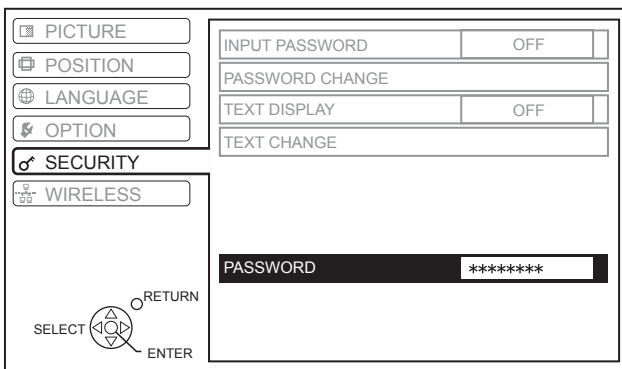 PICTURE
POSITION
LANGUAGE
OPTION
SECURITY
WIRELESS
INPUT PASSWORD OFF
PASSWORD CHANGE
TEXT DISPLAY OFF
TEXT CHANGE
PASSWORD ********
RETURN
SELECT
ENTER